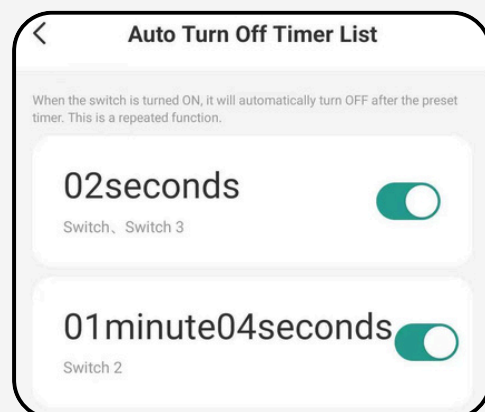 Auto Turn Off Timer List
When the switch is turned ON, it will automatically turn OFF after the preset
timer. This is a repeated function.
02seconds
Switch、Switch 3
01minute04seconds
Switch 2